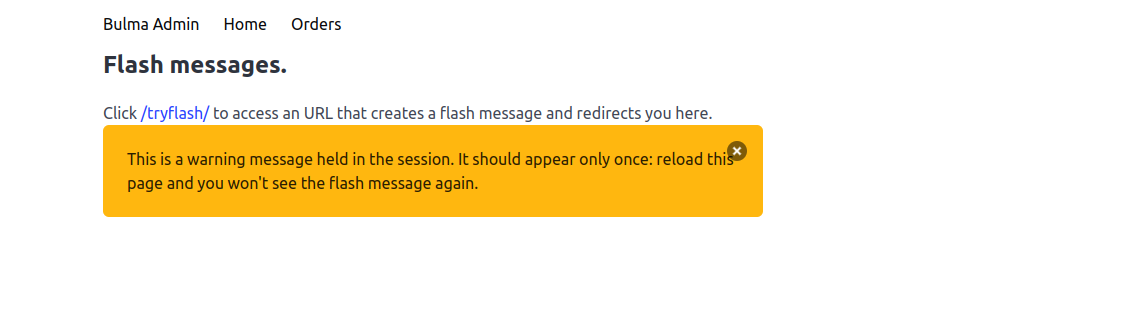 Bulma Admin Home Orders
Flash messages.
Click /tryflash/ to access an URL that creates a flash message and redirects you here.
This is a warning message held in the session. It should appear only once: reload this
page and you won't see the flash message again.